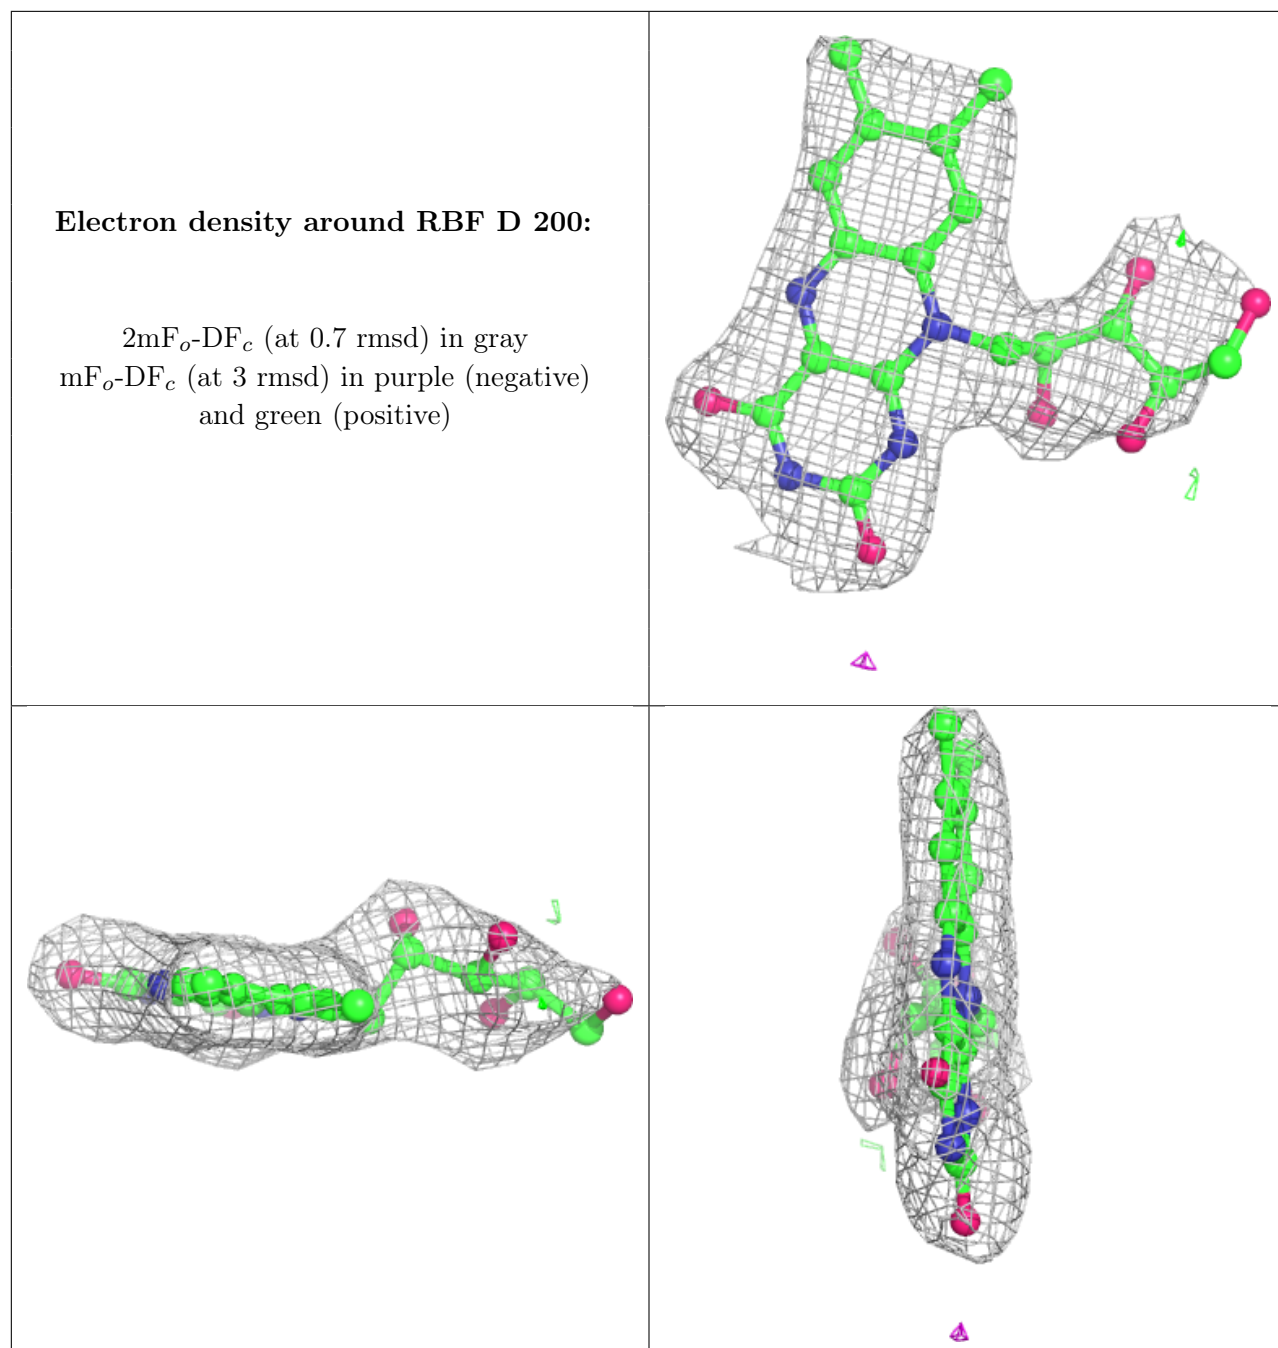 Electron density around RBF D 200:
2mFₒ-DF𝒸 (at 0.7 rmsd) in gray
mFₒ-DF𝒸 (at 3 rmsd) in purple (negative)
and green (positive)